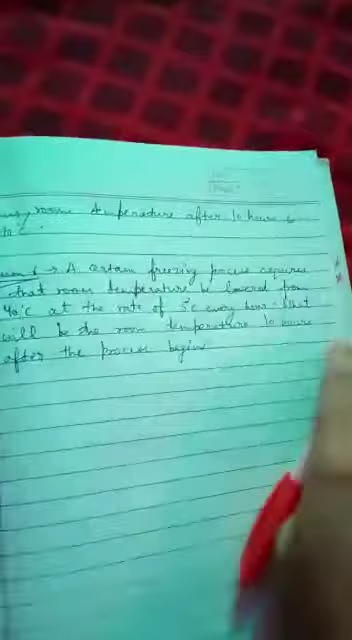 room temperature after 10 hours
A certain freezing process requires
that room temperature be lowered from
40°C at the rate of 5°C every hour. What
will be the room temperature 10 hours
after the process begin